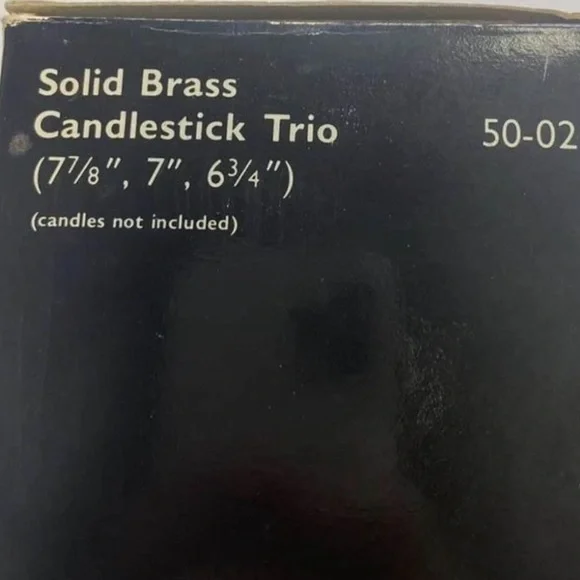 Solid Brass
Candlestick Trio 50-02
(7⅞", 7", 6¾")
(candles not included)